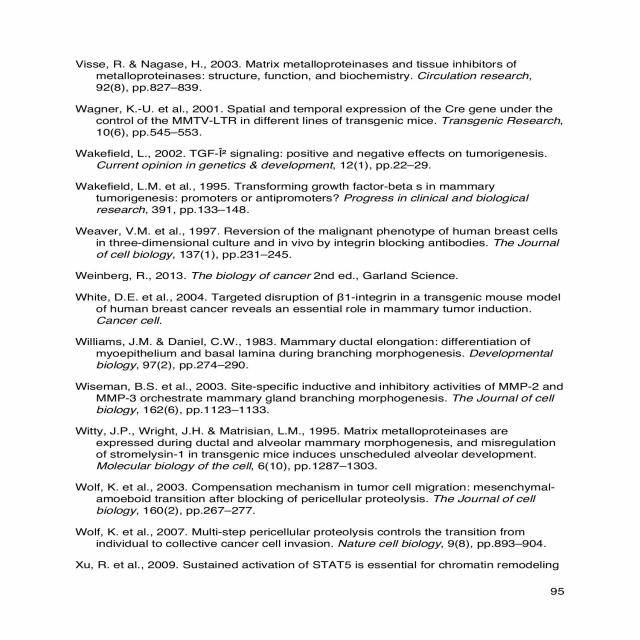 Visse, R. & Nagase, H., 2003. Matrix metalloproteinases and tissue inhibitors of
metalloproteinases: structure, function, and biochemistry. Circulation research,
92(8), pp.827–839.
Wagner, K.-U. et al., 2001. Spatial and temporal expression of the Cre gene under the
control of the MMTV-LTR in different lines of transgenic mice. Transgenic Research,
10(6), pp.545–553.
Wakefield, L., 2002. TGF-Î² signaling: positive and negative effects on tumorigenesis.
Current opinion in genetics & development, 12(1), pp.22–29.
Wakefield, L.M. et al., 1995. Transforming growth factor-beta s in mammary
tumorigenesis: promoters or antipromoters? Progress in clinical and biological
research, 391, pp.133–148.
Weaver, V.M. et al., 1997. Reversion of the malignant phenotype of human breast cells
in three-dimensional culture and in vivo by integrin blocking antibodies. The Journal
of cell biology, 137(1), pp.231–245.
Weinberg, R., 2013. The biology of cancer 2nd ed., Garland Science.
White, D.E. et al., 2004. Targeted disruption of β1-integrin in a transgenic mouse model
of human breast cancer reveals an essential role in mammary tumor induction.
Cancer cell.
Williams, J.M. & Daniel, C.W., 1983. Mammary ductal elongation: differentiation of
myoepithelium and basal lamina during branching morphogenesis. Developmental
biology, 97(2), pp.274–290.
Wiseman, B.S. et al., 2003. Site-specific inductive and inhibitory activities of MMP-2 and
MMP-3 orchestrate mammary gland branching morphogenesis. The Journal of cell
biology, 162(6), pp.1123–1133.
Witty, J.P., Wright, J.H. & Matrisian, L.M., 1995. Matrix metalloproteinases are
expressed during ductal and alveolar mammary morphogenesis, and misregulation
of stromelysin-1 in transgenic mice induces unscheduled alveolar development.
Molecular biology of the cell, 6(10), pp.1287–1303.
Wolf, K. et al., 2003. Compensation mechanism in tumor cell migration: mesenchymal-
amoeboid transition after blocking of pericellular proteolysis. The Journal of cell
biology, 160(2), pp.267–277.
Wolf, K. et al., 2007. Multi-step pericellular proteolysis controls the transition from
individual to collective cancer cell invasion. Nature cell biology, 9(8), pp.893–904.
Xu, R. et al., 2009. Sustained activation of STAT5 is essential for chromatin remodeling
95